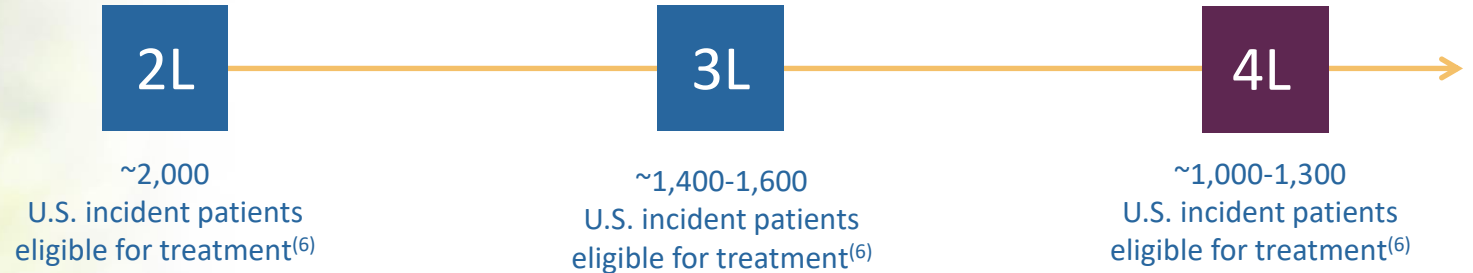 2L
~2,000
U.S. incident patients
eligible for treatment(6)
3L
~1,400-1,600
U.S. incident patients
eligible for treatment(6)
4L
~1,000-1,300
U.S. incident patients
eligible for treatment(6)